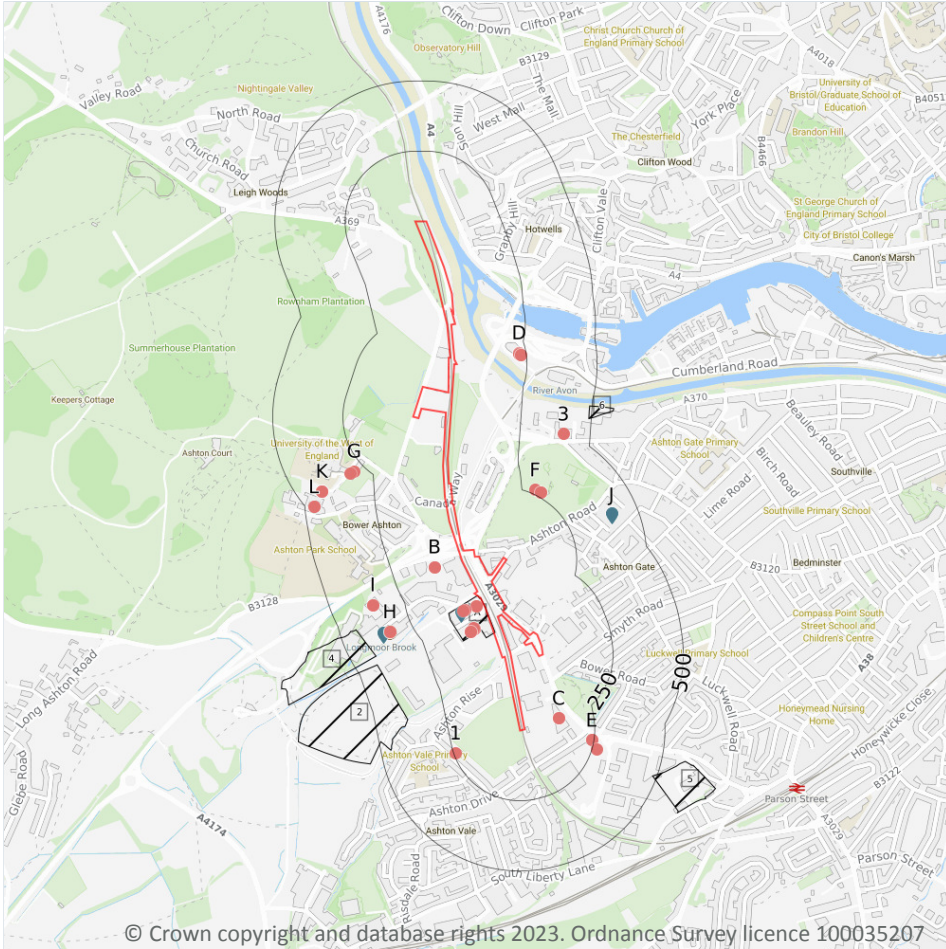 A4176
Clifton Down
Clifton Park
Observatory Hill
B3129
Christ Church Church of
England Primary School
A4018
Valley Road
Nightingale Valley
North Road
The Mall
West Mall
York Place
University of
Bristol/Graduate School of
Education
B4051
A4
Sion Hill
Church Road
The Chesterfield
B4466
Brandon Hill
Clifton Wood
Leigh Woods
A369
Granby Hill
Hotwells
Clifton Vale
St George Church of
England Primary School
City of Bristol College
Canon's Marsh
A4
Rownham Plantation
Summerhouse Plantation
D
Cumberland Road
River Avon
Keepers Cottage
A370
6
3
Beauley Road
University of the West of
England
Ashton Court
G
K
L
Ashton Gate Primary
School
Southville
Birch Road
Lime Road
F
J
Canada Way
Bower Ashton
Ashton Road
Southville Primary School
Ashton Park School
B
Ashton Gate
Bedminster
B3120
A3029
B3128
I
H
A
Smyth Road
Compass Point South
Street School and
Children's Centre
A38
Longmoor Brook
4
Luckwell Primary School
Bower Road
500
250
Long Ashton Road
2
Ashton Rise
C
E
Luckwell Road
Honeymead Nursing
Home
Honeywicke Close
1
Ashton Vale Primary
School
5
B3122
Glebe Road
Parson Street
Ashton Drive
A4174
Ashton Vale
A3029
Parson Street
South Liberty Lane
Risdale Road
© Crown copyright and database rights 2023. Ordnance Survey licence 100035207